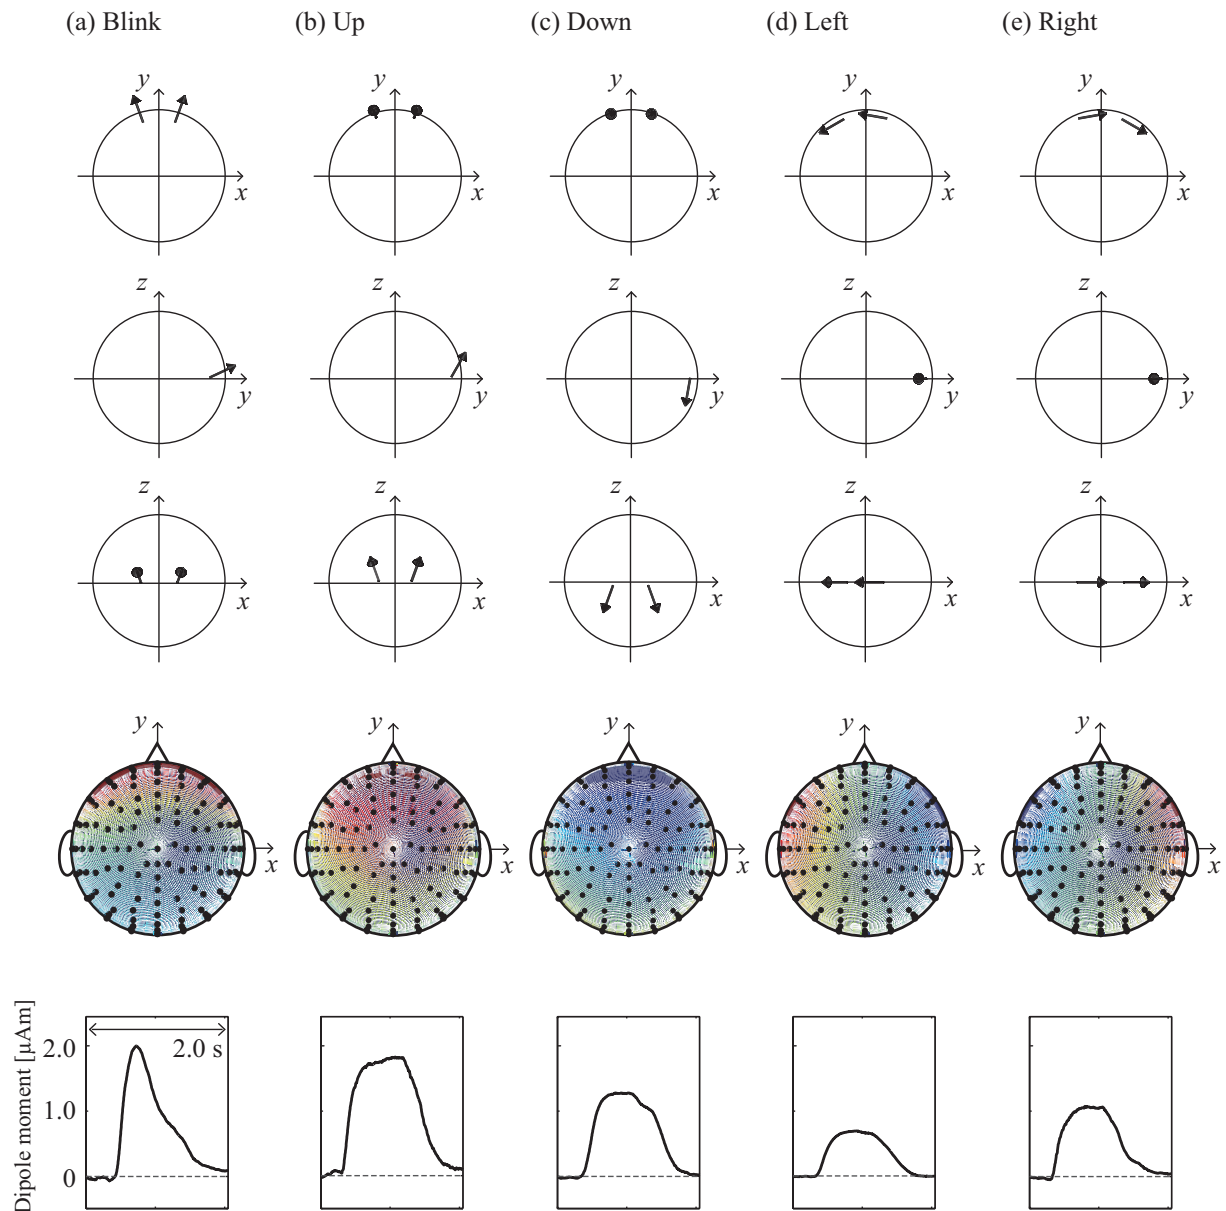 (a) Blink (b) Up (c) Down (d) Left (e) Right
y y y y y
x x x x x
z z z z z
y y y y y
z z z z z
x x x x x
y y y y y
x x x x x
Dipole moment [μAm]
2.0 2.0 s
1.0
0